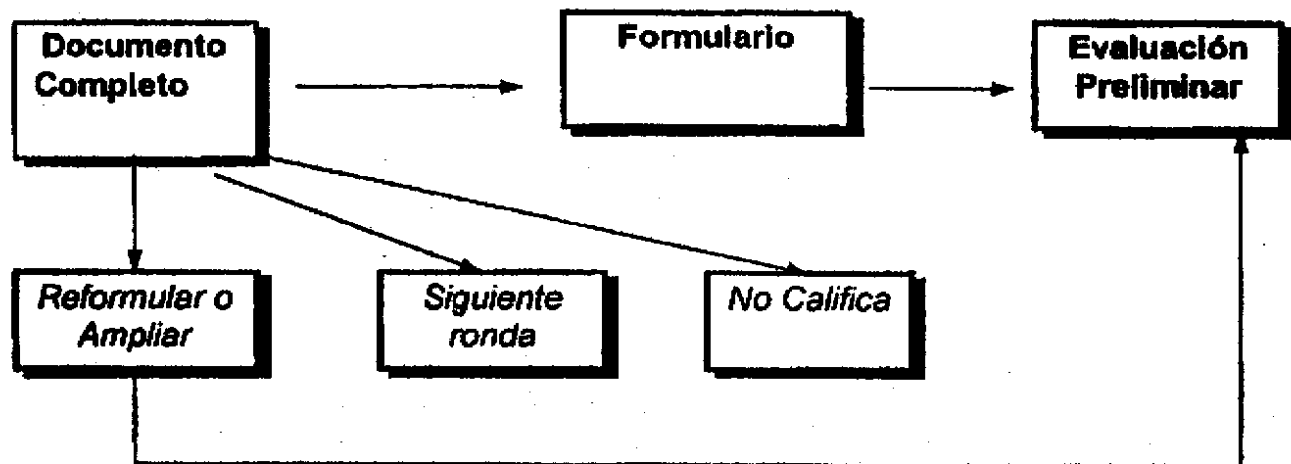 Documento
Completo
Formulario
Evaluación
Preliminar
Reformular o
Ampliar
Siguiente
ronda
No Califica